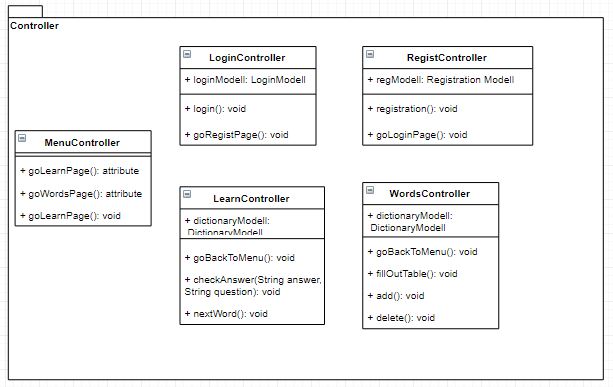 Controller
LoginController
+ loginModell: LoginModell
+ login(): void
+ goRegistPage(): void
RegistController
+ regModell: Registration Modell
+ registration(): void
+ goLoginPage(): void
MenuController
+ goLearnPage(): attribute
+ goWordsPage(): attribute
+ goLearnPage(): void
LearnController
+ dictionaryModell:
DictionaryModell
+ goBackToMenu(): void
+ checkAnswer(String answer,
String question): void
+ nextWord(): void
WordsController
+ dictionaryModell:
DictionaryModell
+ goBackToMenu(): void
+ fillOutTable(): void
+ add(): void
+ delete(): void